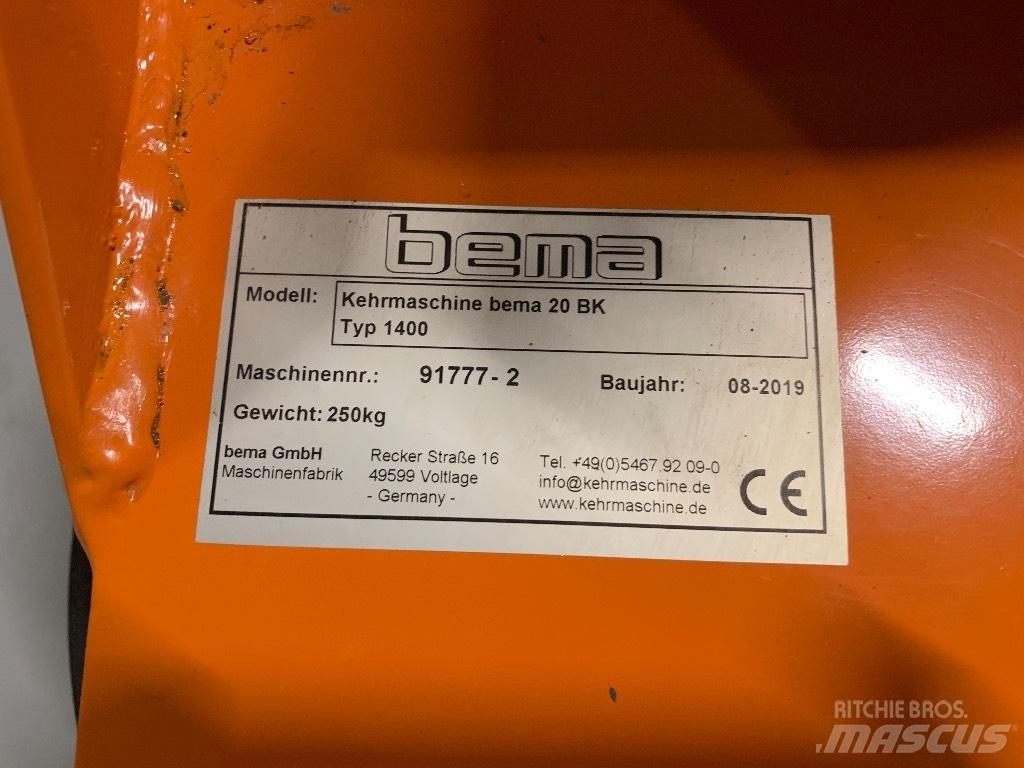 bema
Modell: Kehrmaschine bema 20 BK
Typ 1400
Maschinennr.: 91777-2 Baujahr: 08-2019
Gewicht: 250kg
bema GmbH
Maschinenfabrik
Recker Straße 16
49599 Voltlage
- Germany -
Tel. +49(0)5467.92 09-0
info@kehrmaschine.de
www.kehrmaschine.de
CE
RITCHIE BROS.
MASCUS